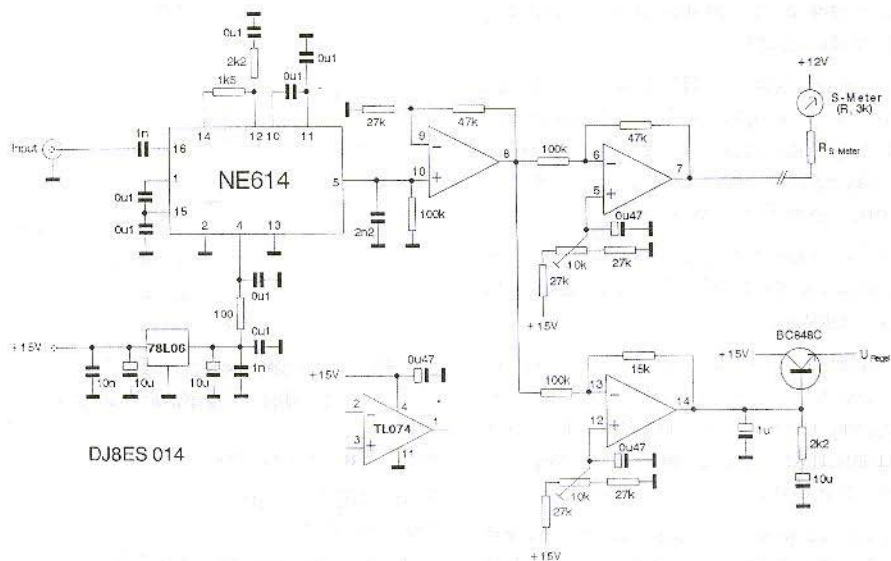 0u1
0u1
2k2
0u1
0u1
1k5
+12V
S-Meter
(R, 3k)
R S-Meter
14
12
10
11
27k
47k
1n
16
Input
NE614
1
15
5
0u1
0u1
2
4
13
9
10
8
2n2
100k
100k
47k
6
5
7
0u47
10k
27k
27k
+15V
0u1
100
0u1
+15V
78L06
10n
10u
10u
1n
+15V
0u47
2
3
4
1
TL074
11
DJ8ES 014
100k
15k
13
12
14
0u47
10k
27k
27k
+15V
BC848C
+15V
U Regel
1u
2k2
10u